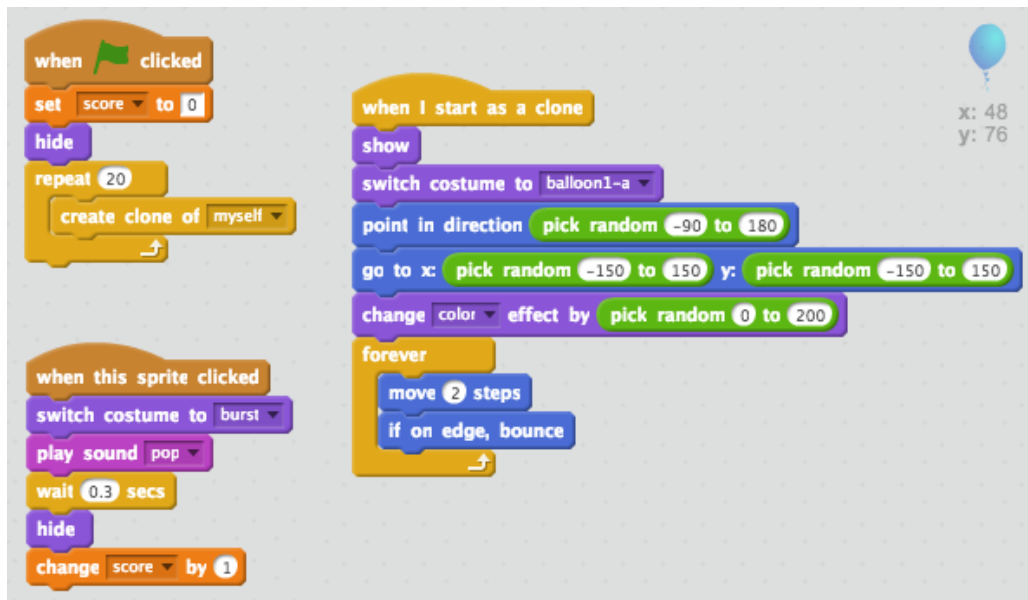 when clicked
set score to 0
hide
repeat 20
create clone of myself
when this sprite clicked
switch costume to burst
play sound pop
wait 0.3 secs
hide
change score by 1
when I start as a clone
show
switch costume to balloon1-a
point in direction pick random -90 to 180
go to x: pick random -150 to 150 y: pick random -150 to 150
change color effect by pick random 0 to 200
forever
move 2 steps
if on edge, bounce
x: 48
y: 76